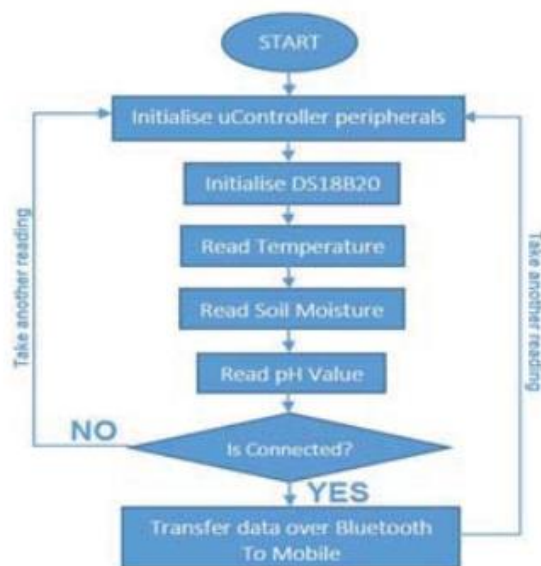 START
Initialise uController peripherals
Initialise DS18B20
Read Temperature
Read Soil Moisture
Read pH Value
Is Connected?
NO
YES
Transfer data over Bluetooth
To Mobile
Take another reading
Take another reading